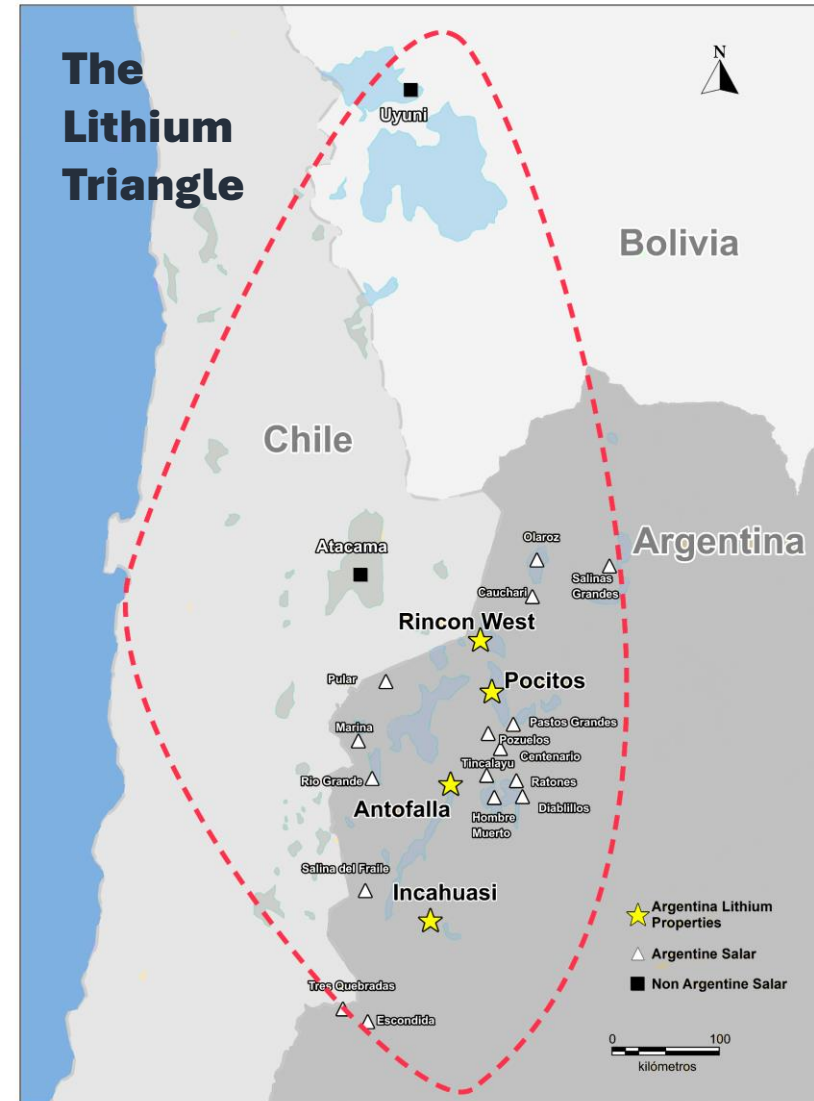 The
Lithium
Triangle
N
Uyuni
Bolivia
Chile
Argentina
Atacama
Olaroz
Salinas
Grandes
Cauchari
Rincon West
Pular
Pocitos
Pastos Grandes
Marina
Pozuelos
Centenario
Tincalayu
Rio Grande
Ratones
Antofalla
Diablillos
Hombre
Muerto
Salina del Fraile
Incahuasi
Argentina Lithium
Properties
Argentine Salar
Non Argentine Salar
Tres Quebradas
Escondida
0 100
kilómetros